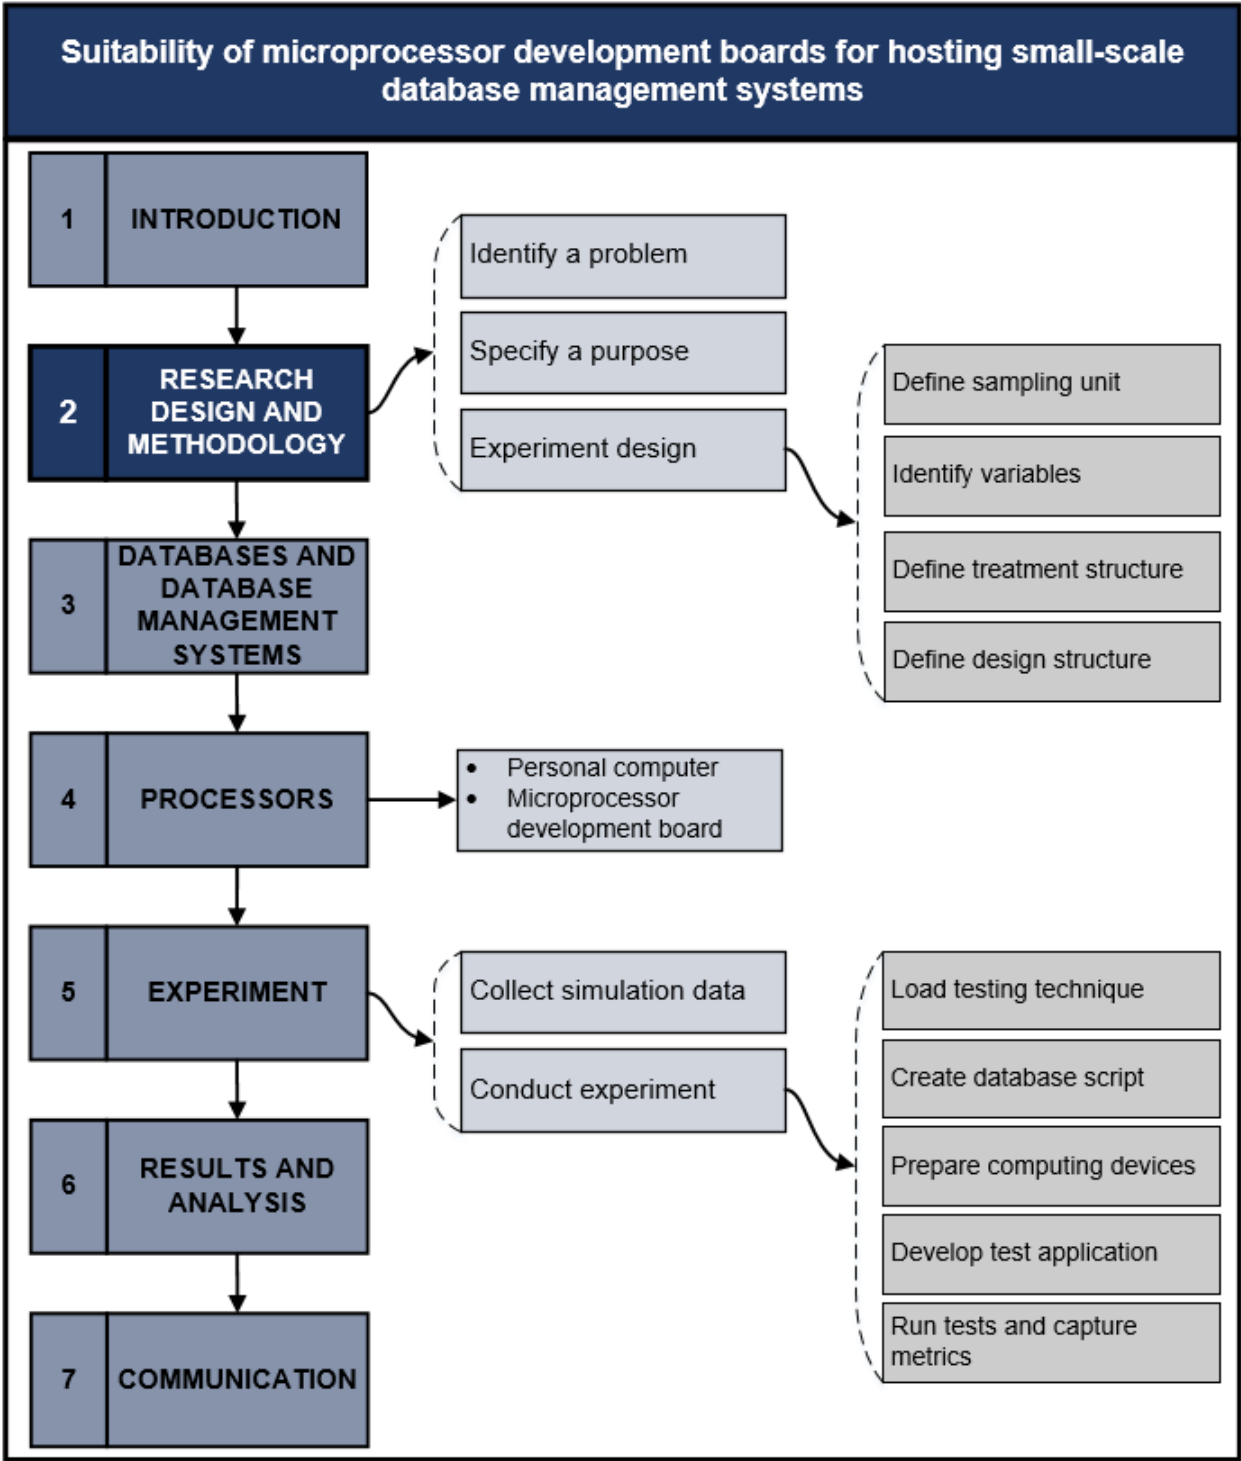 Suitability of microprocessor development boards for hosting small-scale
database management systems
1
INTRODUCTION
Identify a problem
Specify a purpose
Experiment design
2
RESEARCH
DESIGN AND
METHODOLOGY
Define sampling unit
Identify variables
Define treatment structure
Define design structure
3
DATABASES AND
DATABASE
MANAGEMENT
SYSTEMS
4
PROCESSORS
• Personal computer
• Microprocessor
development board
5
EXPERIMENT
Collect simulation data
Conduct experiment
Load testing technique
Create database script
Prepare computing devices
Develop test application
Run tests and capture
metrics
6
RESULTS AND
ANALYSIS
7
COMMUNICATION